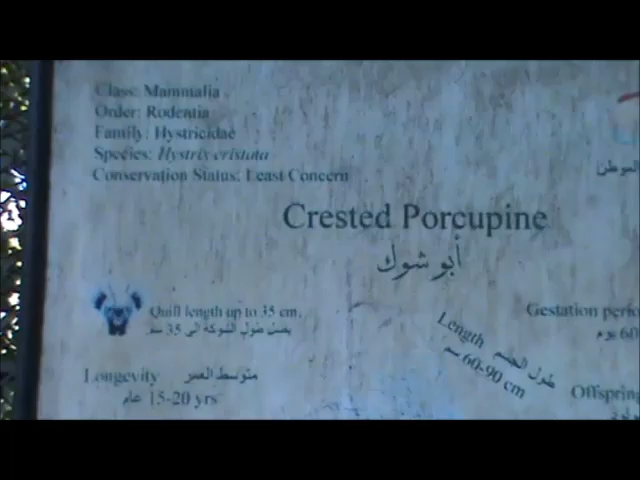 Class: Mammalia
Order: Rodentia
Family: Hystricidae
Species: Hystrix cristata
Conservation Status: Least Concern
Crested Porcupine
أبو شوك
Quill length up to 35 cm.
يصل طول الشوكة الى 35 سم
Length طول الجسم
60-90 cm سم
Longevity متوسط العمر
15-20 yrs عام
Gestation
60 يوم
Offspring